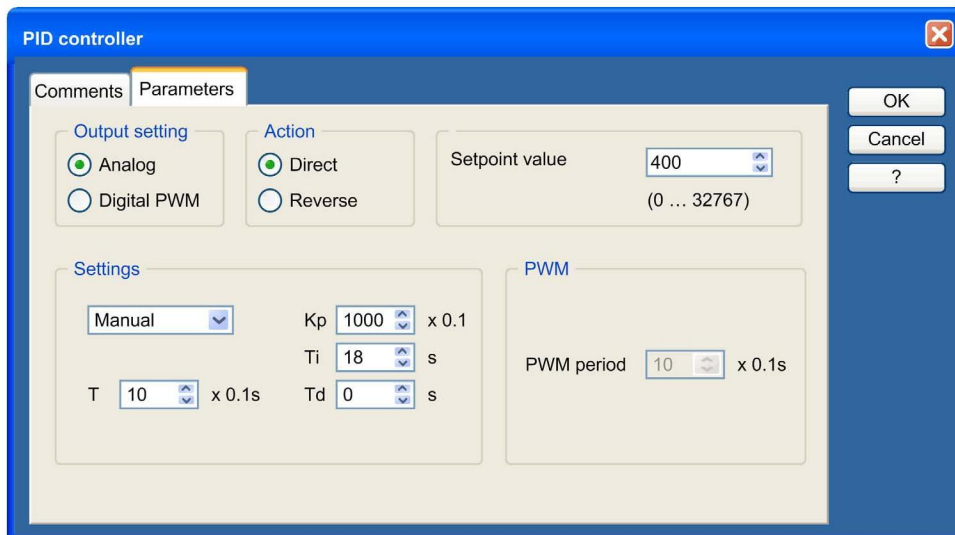 PID controller
Comments Parameters
OK
Cancel
?
Output setting
Analog
Digital PWM
Action
Direct
Reverse
Setpoint value 400
(0 … 32767)
Settings
Manual
T 10 x 0.1s
Kp 1000 x 0.1
Ti 18 s
Td 0 s
PWM
PWM period 10 x 0.1s